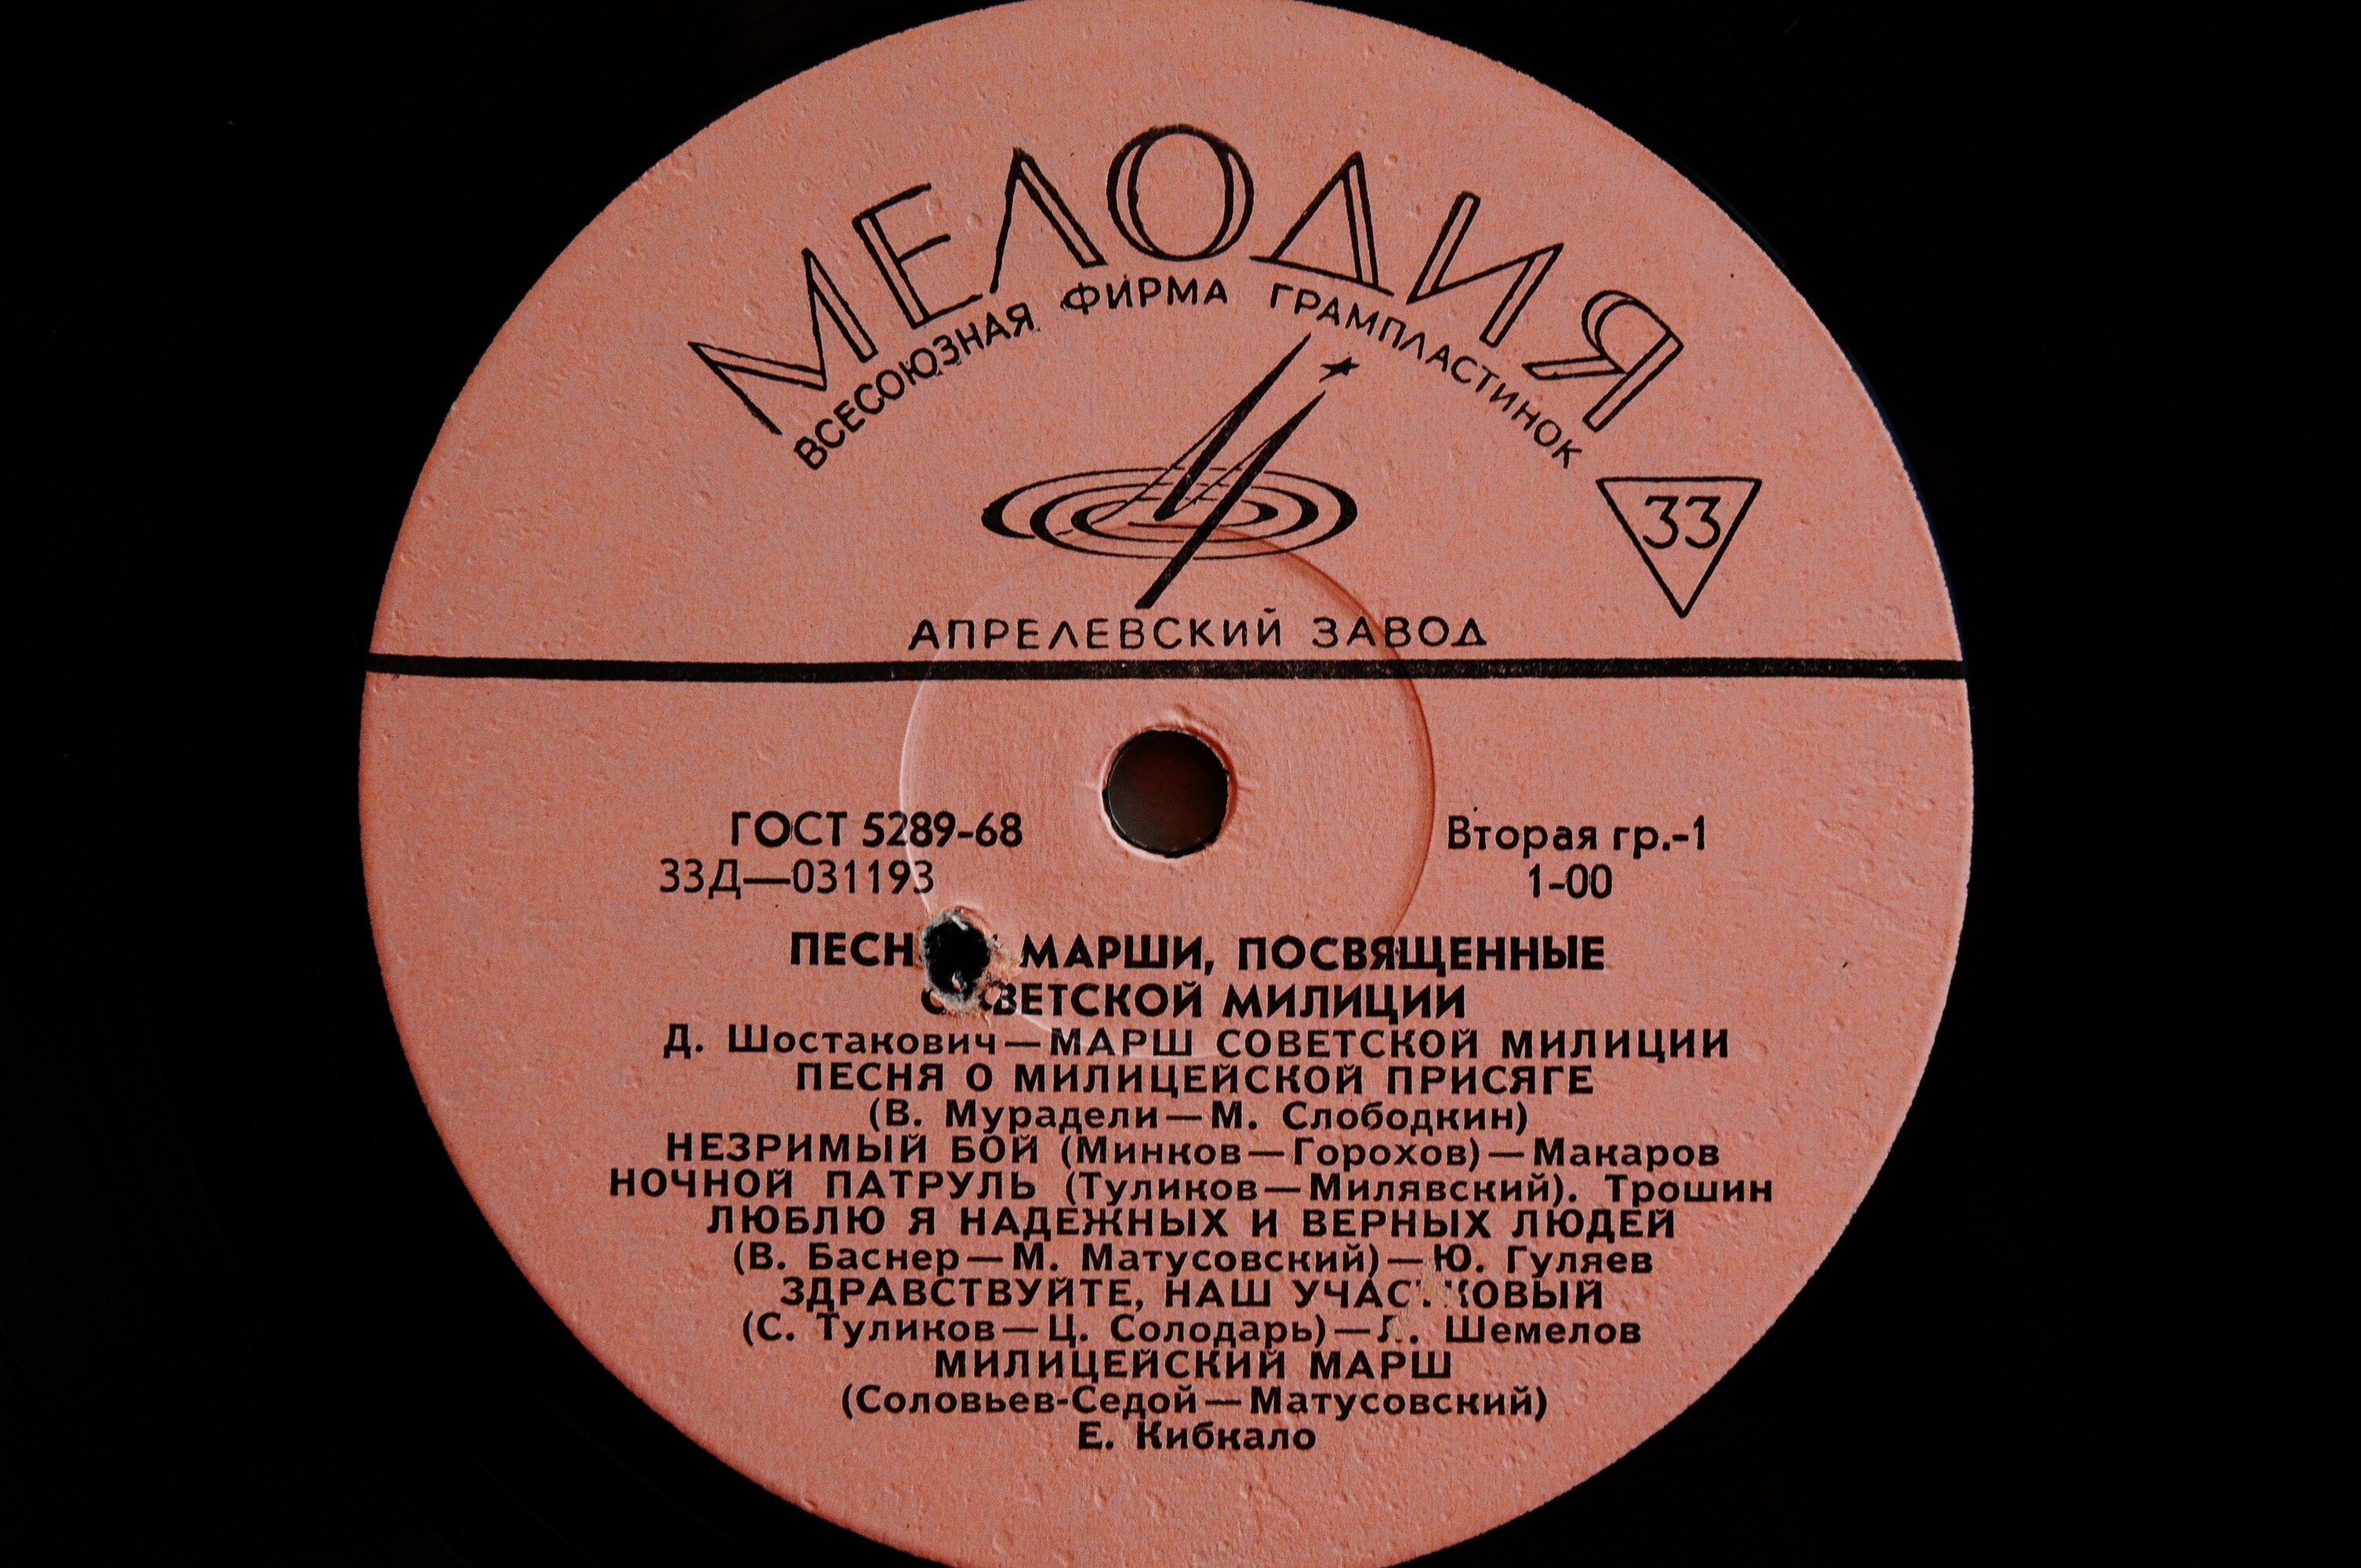 МЕЛОДИЯ
ВСЕСОЮЗНАЯ ФИРМА ГРАМПЛАСТИНОК
33
АПРЕЛЕВСКИЙ ЗАВОД
ГОСТ 5289-68
Вторая гр.-1
33Д—031193
1-00
МАРШИ, ПОСВЯЩЕННЫЕ
МИЛИЦИИ
Д. Шостакович—МАРШ СОВЕТСКОЙ МИЛИЦИИ
ПЕСНЯ О МИЛИЦЕЙСКОЙ ПРИСЯГЕ
(В. Мурадели—М. Слободкин)
НЕЗРИМЫЙ БОЙ (Минков—Горохов)—Макаров
НОЧНОЙ ПАТРУЛЬ (Туликов—Милявский). Трошин
ЛЮБЛЮ Я НАДЕЖНЫХ И ВЕРНЫХ ЛЮДЕЙ
(В. Баснер—М. Матусовский)—Ю. Гуляев
ЗДРАВСТВУЙТЕ, НАШ УЧАСТКОВЫЙ
(С. Туликов—Ц. Солодарь)—Л. Шемелов
МИЛИЦЕЙСКИЙ МАРШ
(Соловьев-Седой—Матусовский)
Е. Кибкало